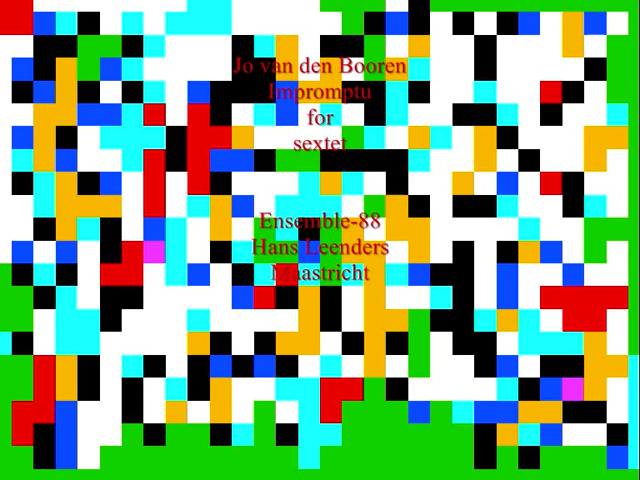 Jo van den Booren
Impromptu
for
sextet
Ensemble-88
Hans Leenders
Maastricht